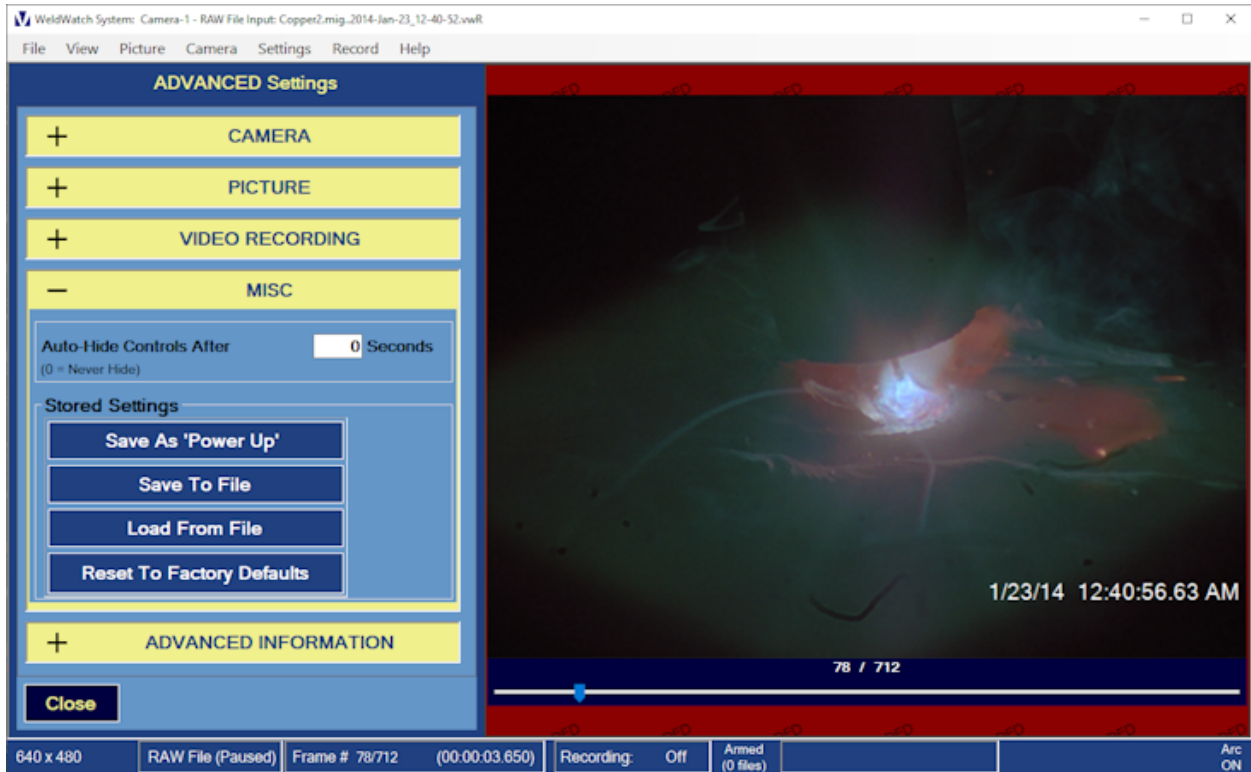 WeldWatch System: Camera-1 - RAW File Input: Copper2.mig..2014-Jan-23_12-40-52.vwR
File View Picture Camera Settings Record Help
ADVANCED Settings
+ CAMERA
+ PICTURE
+ VIDEO RECORDING
− MISC
Auto-Hide Controls After 0 Seconds
(0 = Never Hide)
Stored Settings
Save As 'Power Up'
Save To File
Load From File
Reset To Factory Defaults
+ ADVANCED INFORMATION
Close
1/23/14 12:40:56.63 AM
78 / 712
640 x 480 RAW File (Paused) Frame # 78/712 (00:00:03.650) Recording: Off Armed (0 files) Arc ON